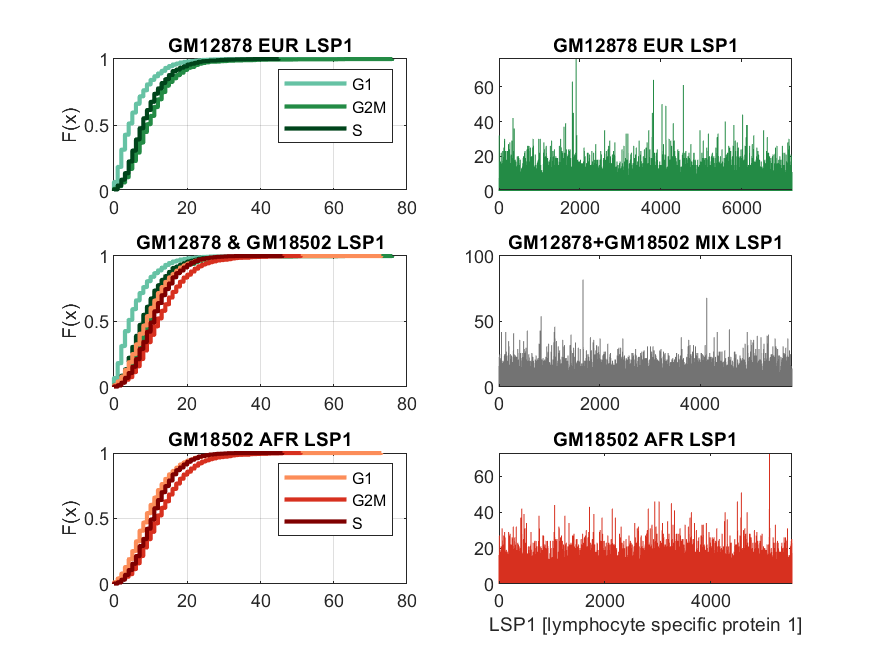 GM12878 EUR LSP1
F(x)
1
0.5
0
0 20 40 60 80
G1
G2M
S
GM12878 EUR LSP1
60
40
20
0
2000 4000 6000
GM12878 & GM18502 LSP1
F(x)
1
0.5
0
0 20 40 60 80
GM12878+GM18502 MIX LSP1
100
50
0
0 2000 4000
GM18502 AFR LSP1
F(x)
1
0.5
0
0 20 40 60 80
G1
G2M
S
GM18502 AFR LSP1
60
40
20
0
0 2000 4000
LSP1 [lymphocyte specific protein 1]